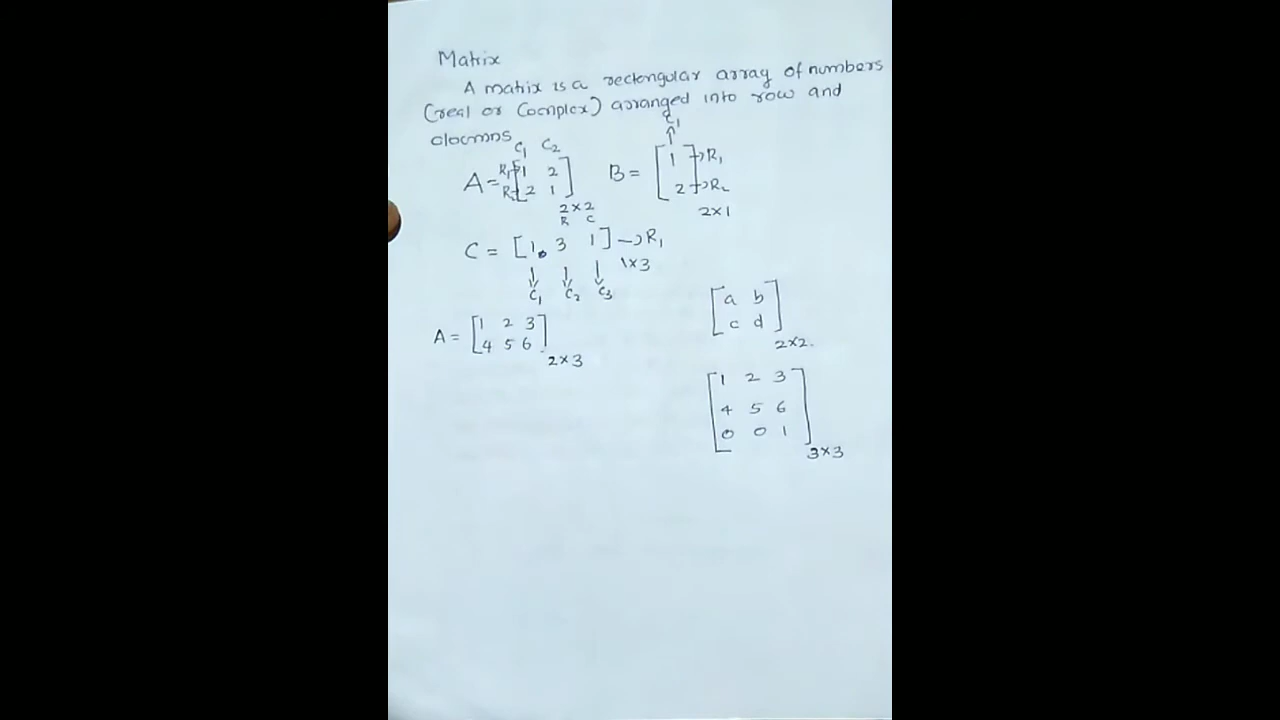 Matrix
A matrix is a rectengular array of numbers
(real or Complex) arranged into row and
clocmns
C1 C2
A = R1 [1 2]
R2 [2 1]
2×2
R C
C1
B = [1] → R1
[2] → R2
2×1
C = [1 3 1] → R1
1×3
C1 C2 C3
A = [1 2 3
4 5 6]
2×3
[a b
c d]
2×2.
[1 2 3
4 5 6
0 0 1]
3×3